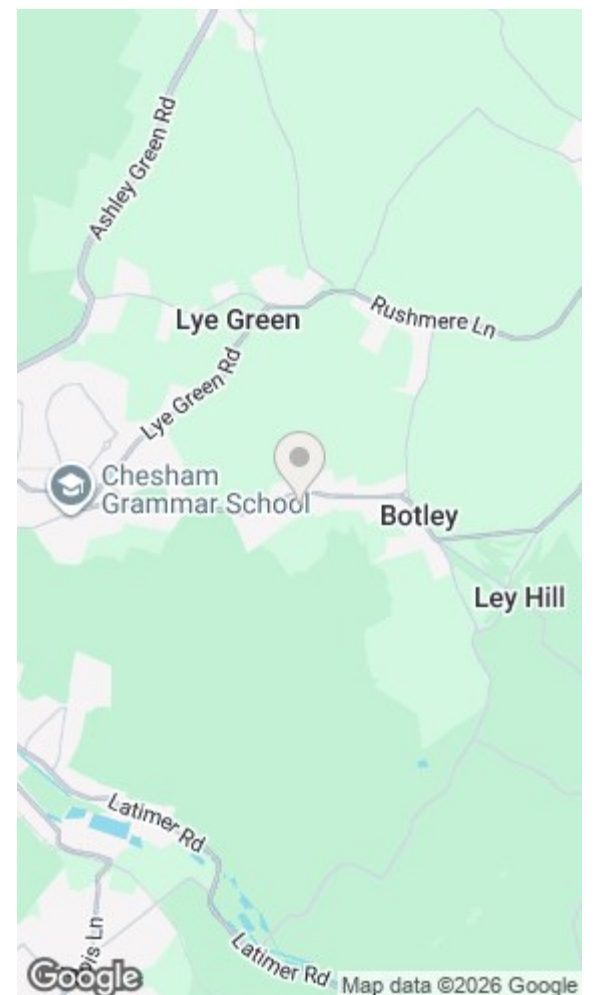 Ashley Green Rd
Lye Green
Rushmere Ln
Lye Green Rd
Chesham
Grammar School
Botley
Ley Hill
Latimer Rd
Latimer Rd
Ln
Google
Map data ©2026 Google